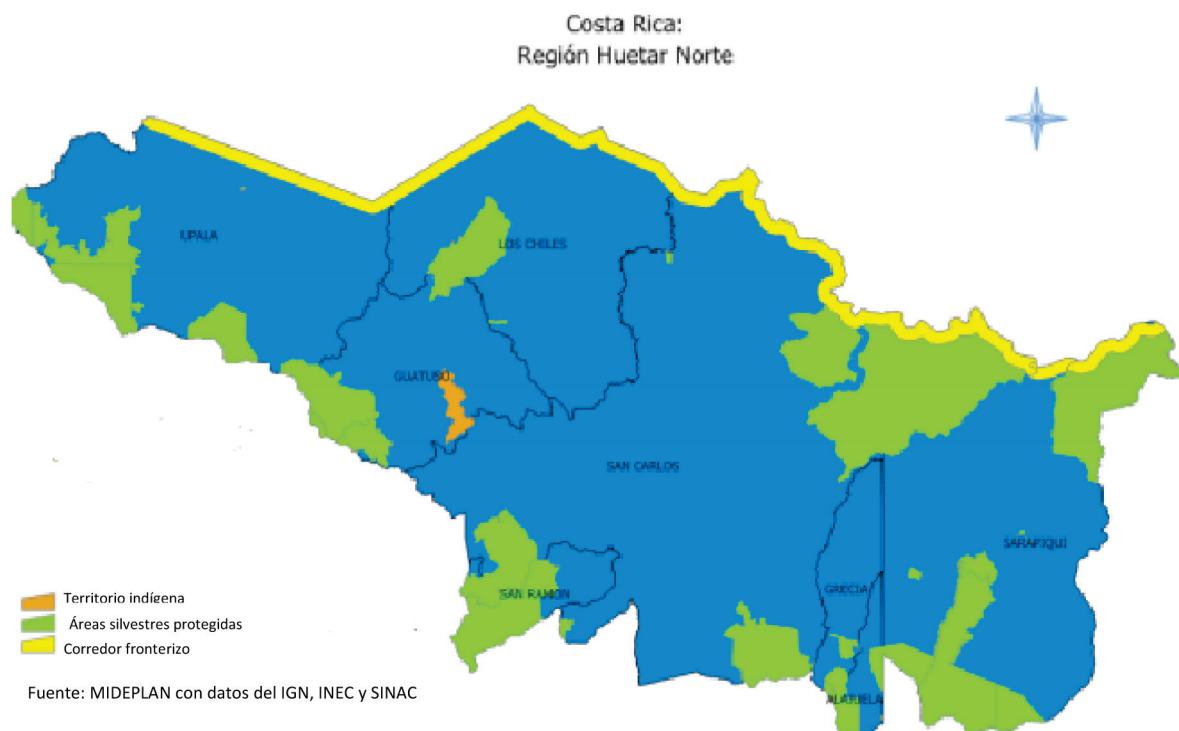 Costa Rica:
Región Huetar Norte
UPALA
LOS CHILES
GUATUSO
SAN CARLOS
SARAPIQUI
GRECIA
SAN RAMON
ALAJUELA
Territorio indígena
Áreas silvestres protegidas
Corredor fronterizo
Fuente: MIDEPLAN con datos del IGN, INEC y SINAC